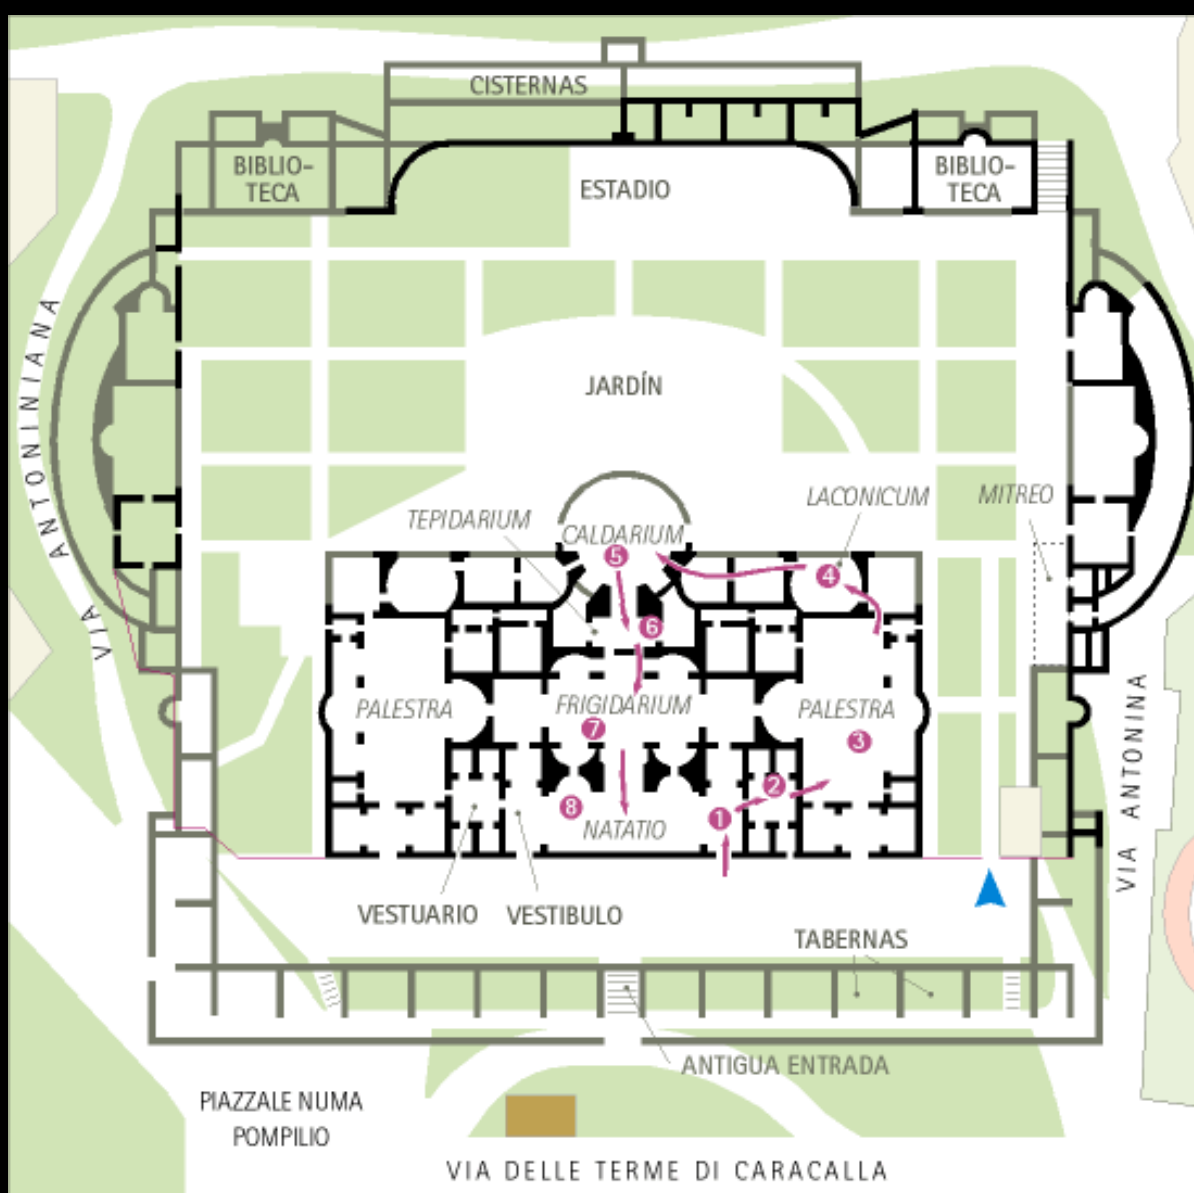 CISTERNAS
BIBLIO-
TECA
ESTADIO
BIBLIO-
TECA
VIA ANTONINIANA
JARDÍN
LACONICUM
MITREO
TEPIDARIUM
CALDARIUM
5
4
6
PALESTRA
FRIGIDARIUM
PALESTRA
7
3
2
8
1
NATATIO
VIA ANTONINA
VESTUARIO
VESTIBULO
TABERNAS
ANTIGUA ENTRADA
PIAZZALE NUMA
POMPILIO
VIA DELLE TERME DI CARACALLA